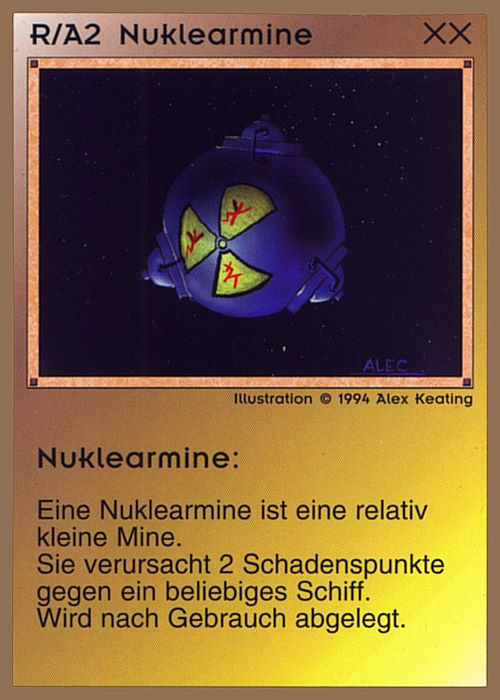 R/A2 Nuklearmine XX
ALEC
Illustration © 1994 Alex Keating
Nuklearmine:
Eine Nuklearmine ist eine relativ
kleine Mine.
Sie verursacht 2 Schadenspunkte
gegen ein beliebiges Schiff.
Wird nach Gebrauch abgelegt.